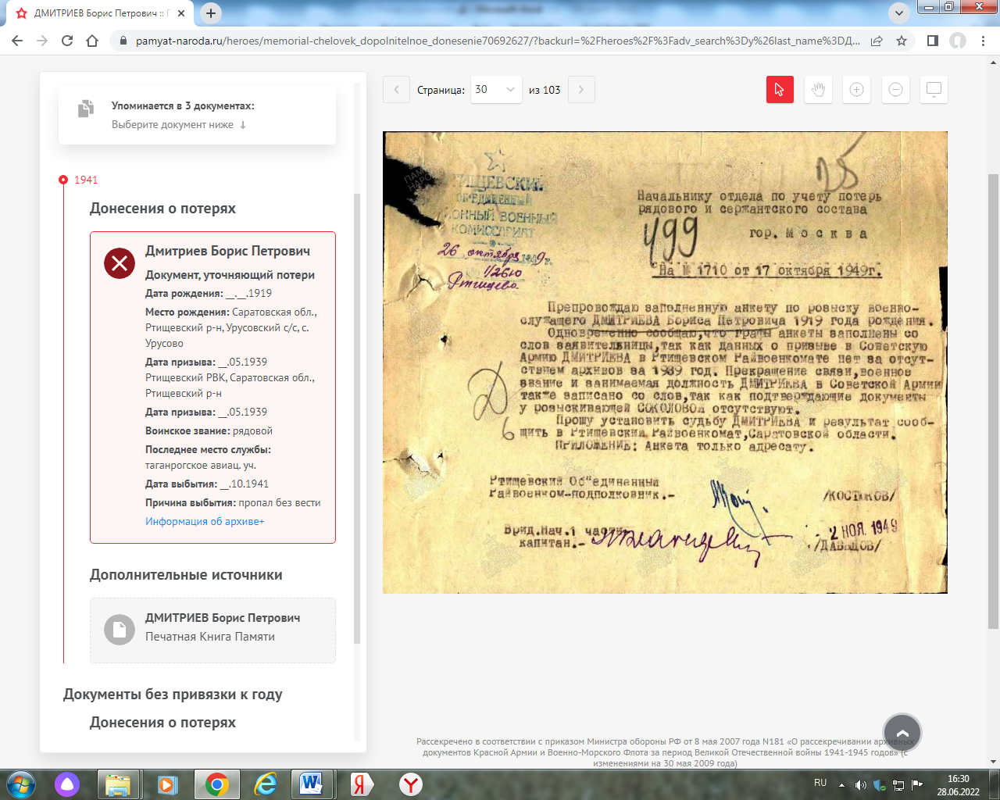 ДМИТРИЕВ Борис Петрович :: П
pamyat-naroda.ru/heroes/memorial-chelovek_dopolnitelnoe_donesenie70692627/?backurl=%2Fheroes%2F%3Fadv_search%3Dy%26last_name%3DД...
Упоминается в 3 документах:
Выберите документ ниже ↓
1941
Донесения о потерях
Дмитриев Борис Петрович
Документ, уточняющий потери
Дата рождения: __.__.1919
Место рождения: Саратовская обл.,
Ртищевский р-н, Урусовский с/с, с.
Урусово
Дата призыва: __.05.1939
Ртищевский РВК, Саратовская обл.,
Ртищевский р-н
Дата призыва: __.05.1939
Воинское звание: рядовой
Последнее место службы:
таганрогское авиац. уч.
Дата выбытия: __.10.1941
Причина выбытия: пропал без вести
Информация об архиве+
Дополнительные источники
ДМИТРИЕВ Борис Петрович
Печатная Книга Памяти
Документы без привязки к году
Донесения о потерях
Страница: 30 из 103
ТИЩЕВСКИЙ
ОБЪЕДИНЕННЫЙ
ЙОННЫЙ ВОЕННЫЙ
КОМИССАРИАТ
26 октября 1949г.
1/2610
Ртищево.
25
Начальнику отдела по учету потерь
рядового и сержантского состава
499
гор. М о с к в а
На № 1710 от 17 октября 1949г.
Препровождаю заполненную анкету по розыску военно-
служащего ДМИТРИЕВА Бориса Петровича 1919 года рождения.
Одновременно сообщаю,что графы анкеты заполнены со
слов заявительницы,так как данных о призыве в Советскую
Армию ДМИТРИЕВА в Ртищевском Райвоенкомате нет за отсут-
ствием архивов за 1939 год. Прекращение связи,военное
звание и занимаемая должность ДМИТРИЕВА в Советской Армии
также записано со слов,так как подтверждающие документы
у розыскивающей СОКОЛОВОЙ отсутствуют.
Прошу установить судьбу ДМИТРИЕВА и результат сооб-
щить в Ртищевский Райвоенкомат,Саратовской области.
ПРИЛОЖЕНИЕ: Анкета только адресату.
Д
6
Ртищевский Об"единенный
Райвоенком-подполковник.-
/КОСТЮКОВ/
Врид.Нач.1 части
капитан.-
2 НОЯ 1949
/ДАВЫДОВ/
Рассекречено в соответствии с приказом Министра обороны РФ от 8 мая 2007 года N181 «О рассекречивании архивных
документов Красной Армии и Военно-Морского Флота за период Великой Отечественной войны 1941-1945 годов» (с
изменениями на 30 мая 2009 года)
RU
16:30
28.06.2022